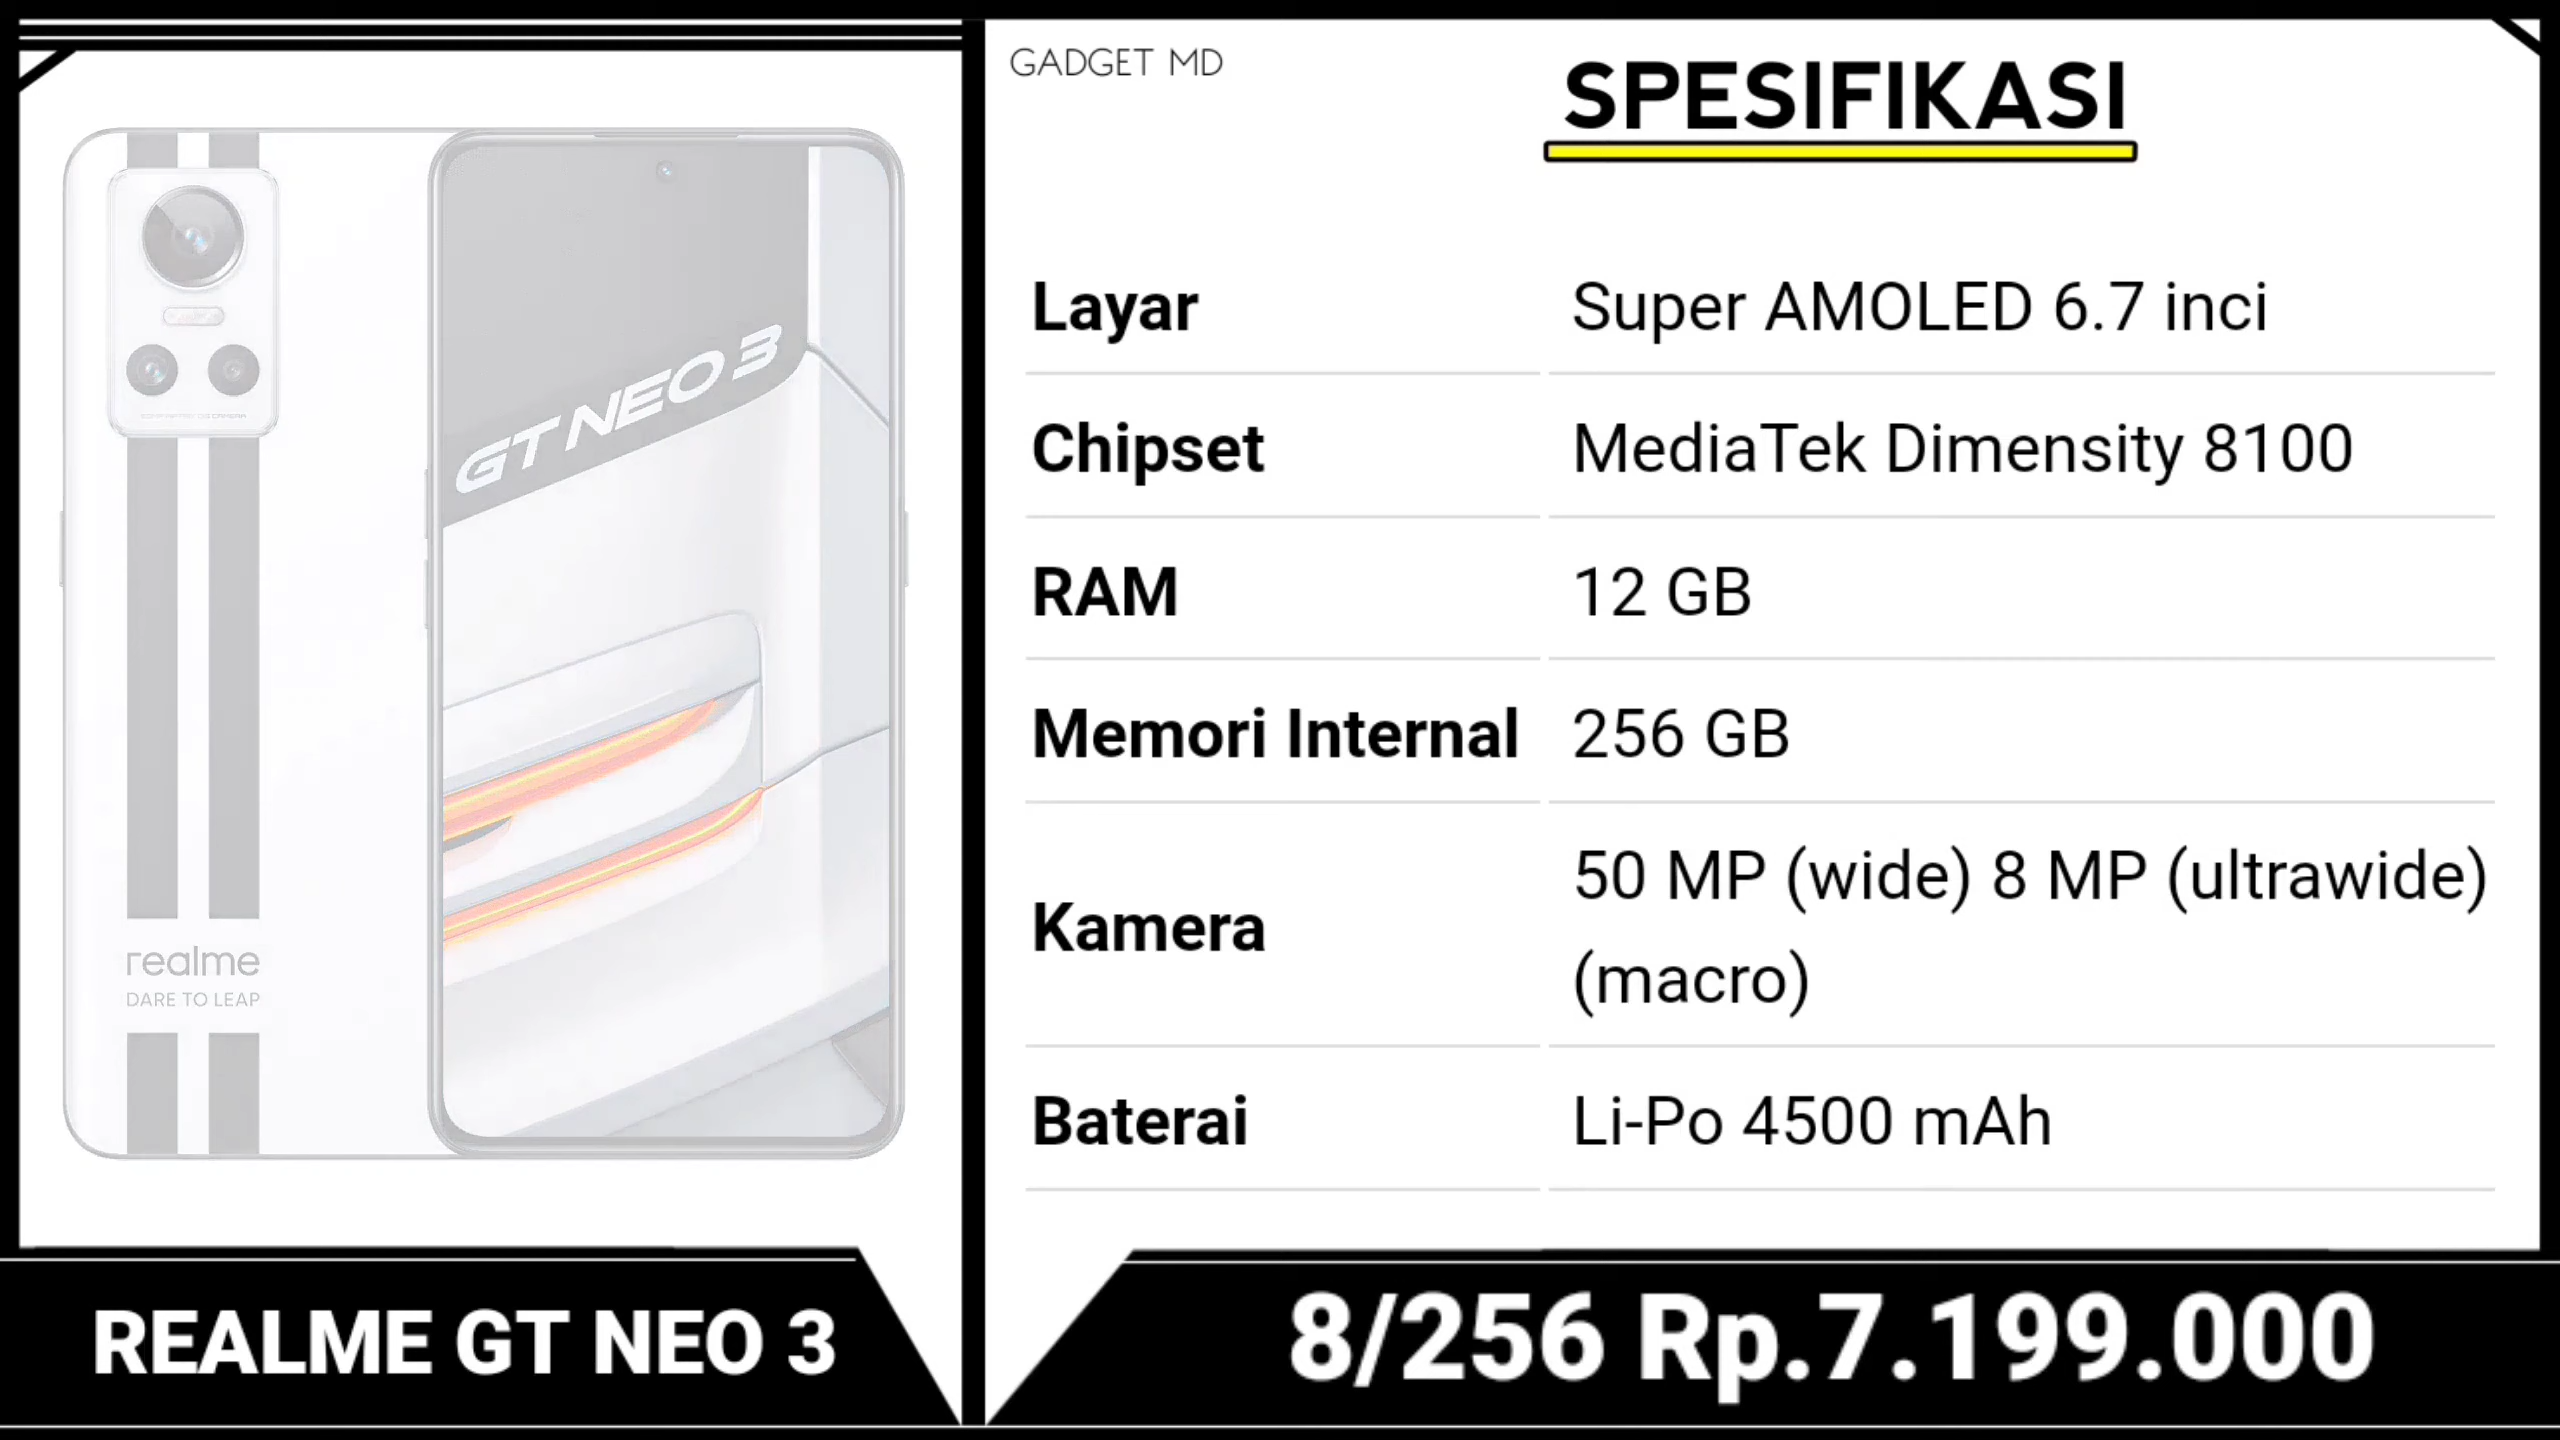 GADGET MD
SPESIFIKASI
GT NEO 3
realme
DARE TO LEAP
Layar Super AMOLED 6.7 inci
Chipset MediaTek Dimensity 8100
RAM 12 GB
Memori Internal 256 GB
Kamera 50 MP (wide) 8 MP (ultrawide)
(macro)
Baterai Li-Po 4500 mAh
REALME GT NEO 3
8/256 Rp.7.199.000